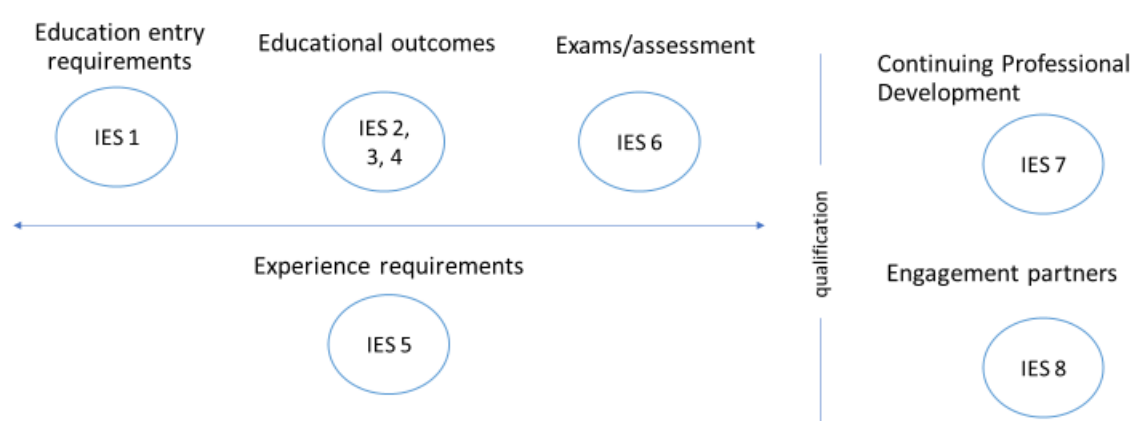 Education entry
requirements
IES 1
Educational outcomes
IES 2,
3, 4
Exams/assessment
IES 6
Experience requirements
IES 5
qualification
Continuing Professional
Development
IES 7
Engagement partners
IES 8